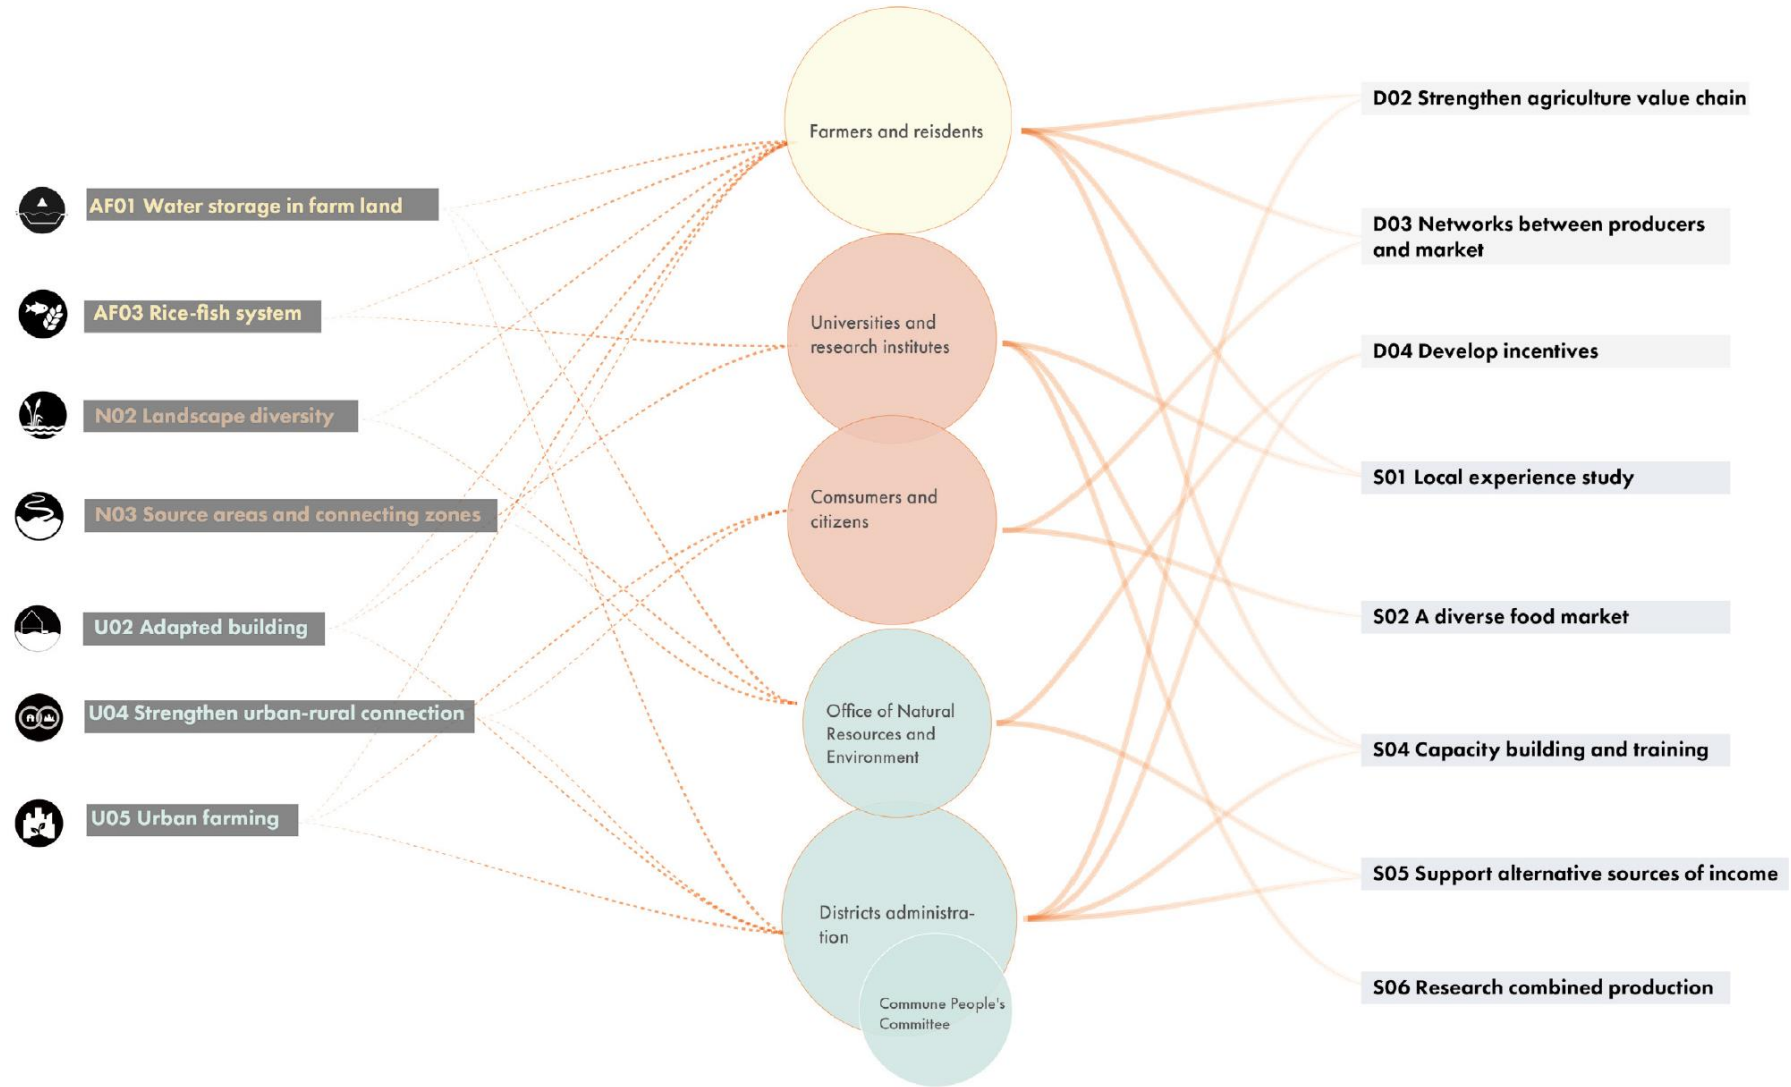 AF01 Water storage in farm land
AF03 Rice-fish system
N02 Landscape diversity
N03 Source areas and connecting zones
U02 Adapted building
U04 Strengthen urban-rural connection
U05 Urban farming
Farmers and reisdents
Universities and
research institutes
Comsumers and
citizens
Office of Natural
Resources and
Environment
Districts administra-
tion
Commune People's
Committee
D02 Strengthen agriculture value chain
D03 Networks between producers
and market
D04 Develop incentives
S01 Local experience study
S02 A diverse food market
S04 Capacity building and training
S05 Support alternative sources of income
S06 Research combined production